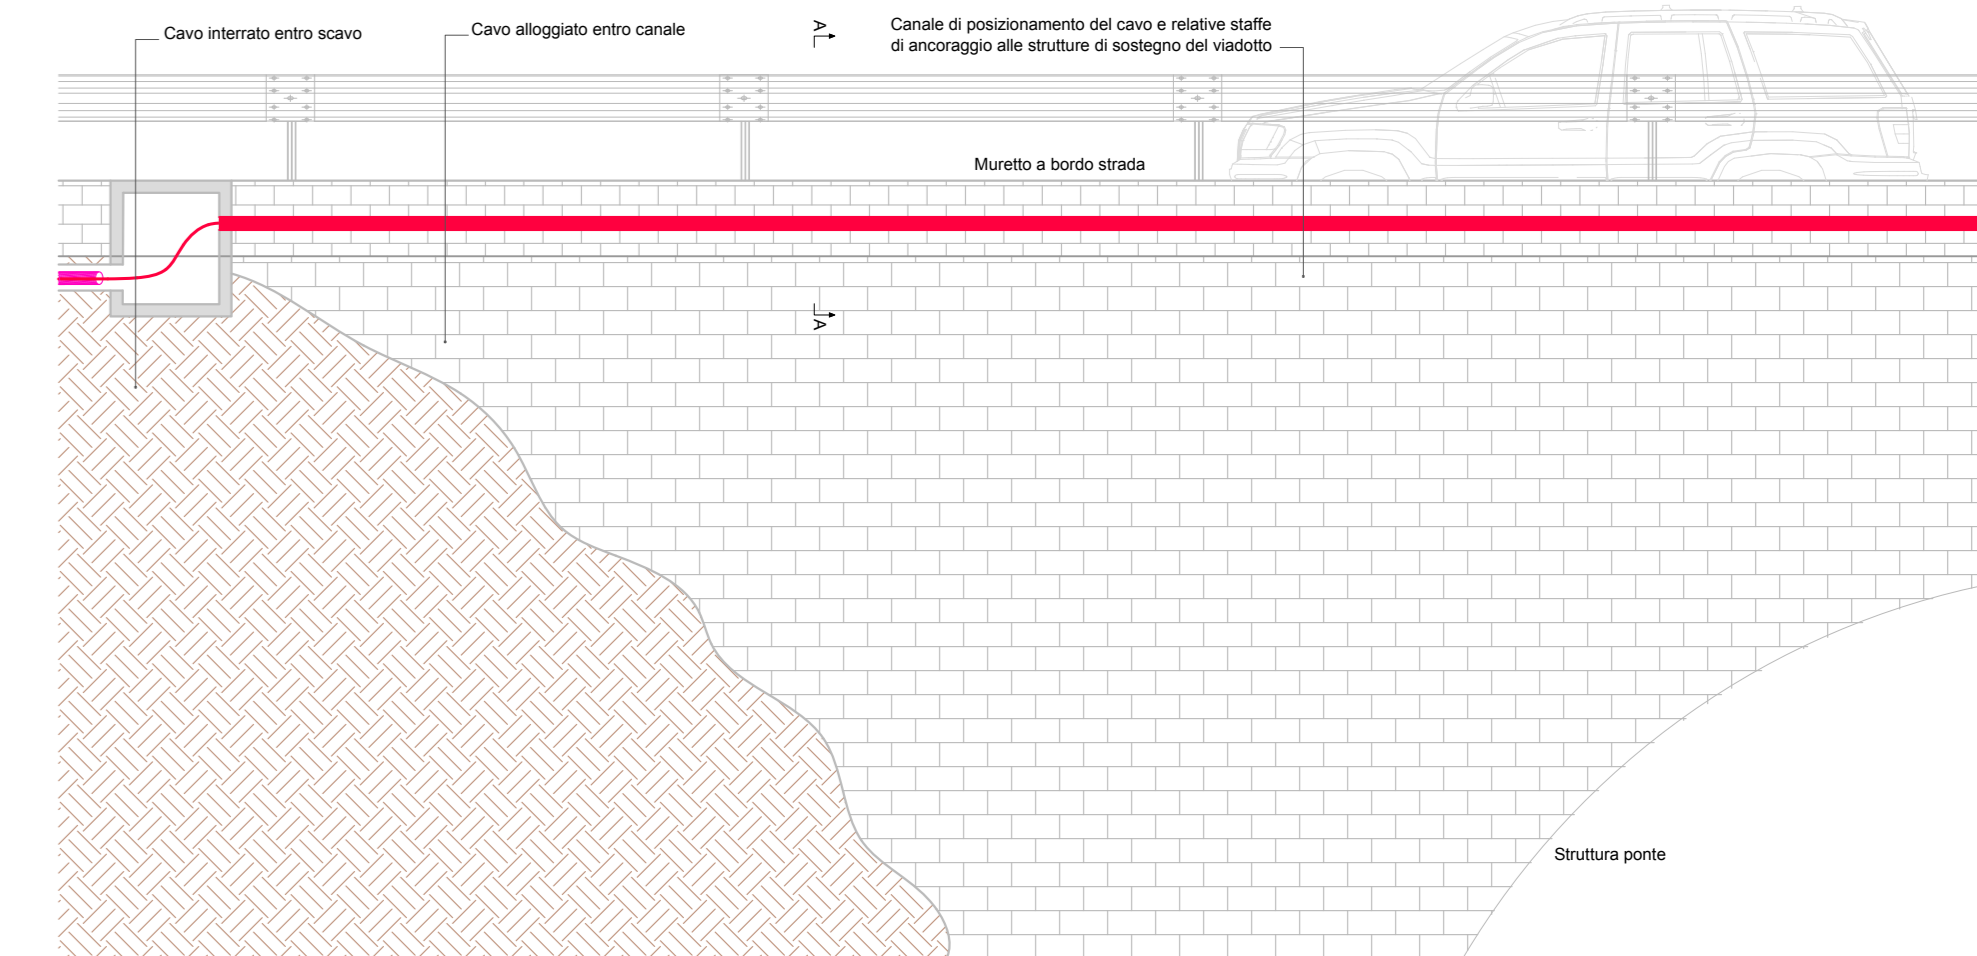 Cavo interrato entro scavo
Cavo alloggiato entro canale
A
Canale di posizionamento del cavo e relative staffe
di ancoraggio alle strutture di sostegno del viadotto
Muretto a bordo strada
A
Struttura ponte